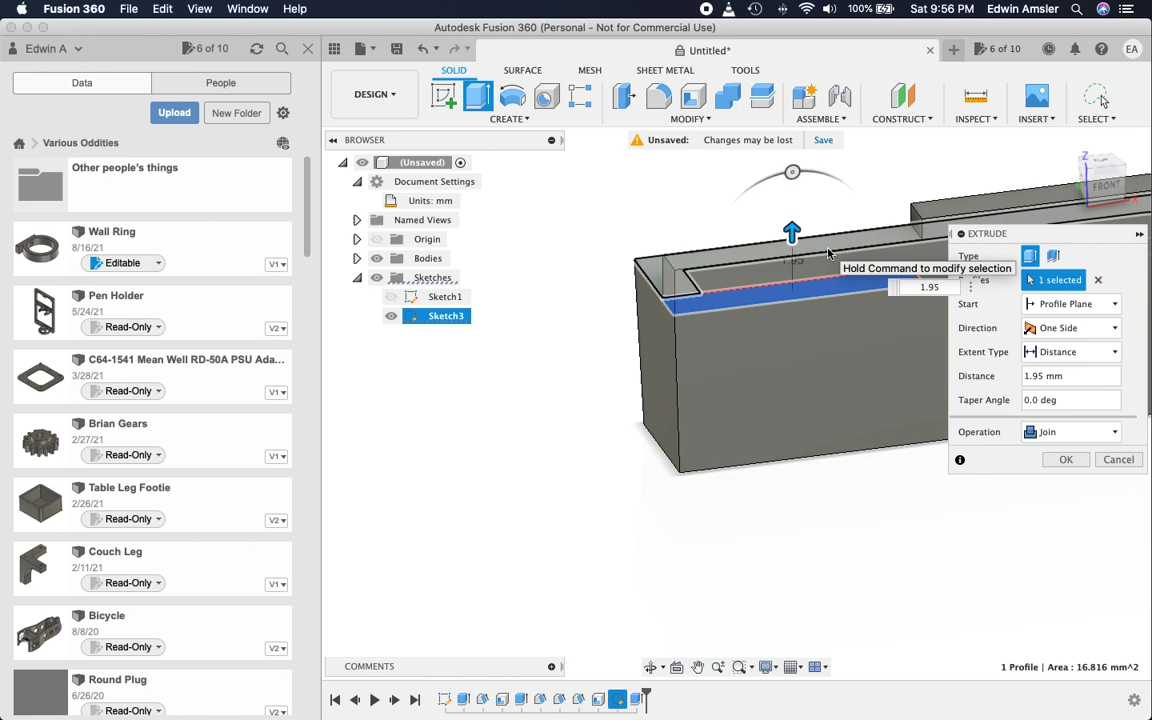 Fusion 360 File Edit View Window Help 100% Sat 9:56 PM Edwin Amsler
Autodesk Fusion 360 (Personal - Not for Commercial Use)
Edwin A 6 of 10 Untitled* 6 of 10 EA
Data People
SOLID SURFACE MESH SHEET METAL TOOLS
DESIGN
Upload New Folder
CREATE MODIFY ASSEMBLE CONSTRUCT INSPECT INSERT SELECT
Various Oddities
BROWSER
Unsaved: Changes may be lost Save
Other people's things
(Unsaved)
Document Settings
Units: mm
Named Views
Origin
Bodies
Sketches
Sketch1
Sketch3
Wall Ring
8/16/21
Editable V1
Pen Holder
5/24/21
Read-Only V2
C64-1541 Mean Well RD-50A PSU Ada...
3/28/21
Read-Only V1
Brian Gears
2/27/21
Read-Only V1
Table Leg Footie
2/26/21
Read-Only V2
Couch Leg
2/11/21
Read-Only V1
Bicycle
8/8/20
Read-Only V2
Round Plug
6/26/20
Read-Only V2
Z
TOP
FRONT
X
1.95
Hold Command to modify selection
1.95
EXTRUDE
Type
1 selected
Start Profile Plane
Direction One Side
Extent Type Distance
Distance 1.95 mm
Taper Angle 0.0 deg
Operation Join
OK Cancel
COMMENTS
1 Profile | Area : 16.816 mm^2